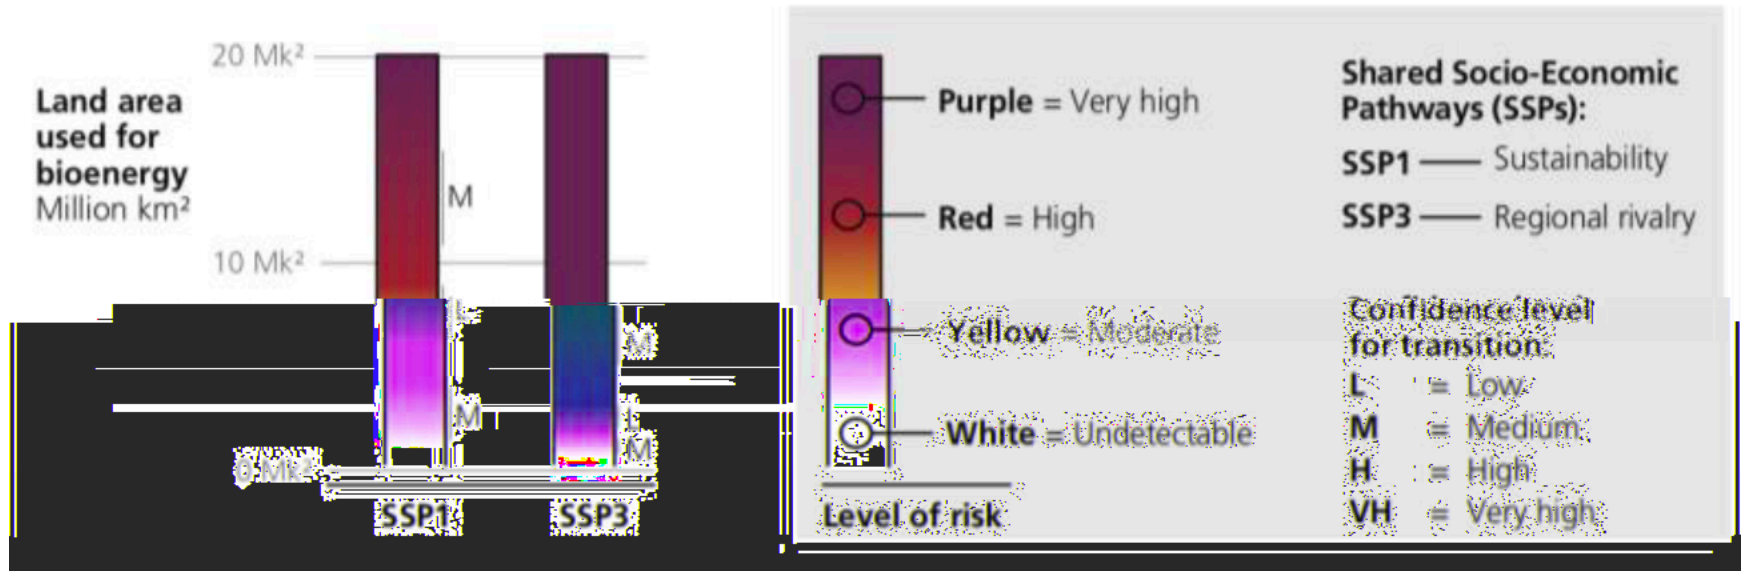 Land area
used for
bioenergy
Million km²
20 Mk²
10 Mk²
0 Mk²
M
L
M
M
L
M
SSP1
SSP3
Purple = Very high
Red = High
Yellow = Moderate
White = Undetectable
Level of risk
Shared Socio-Economic
Pathways (SSPs):
SSP1 — Sustainability
SSP3 — Regional rivalry
Confidence level
for transition:
L = Low
M = Medium
H = High
VH = Very high